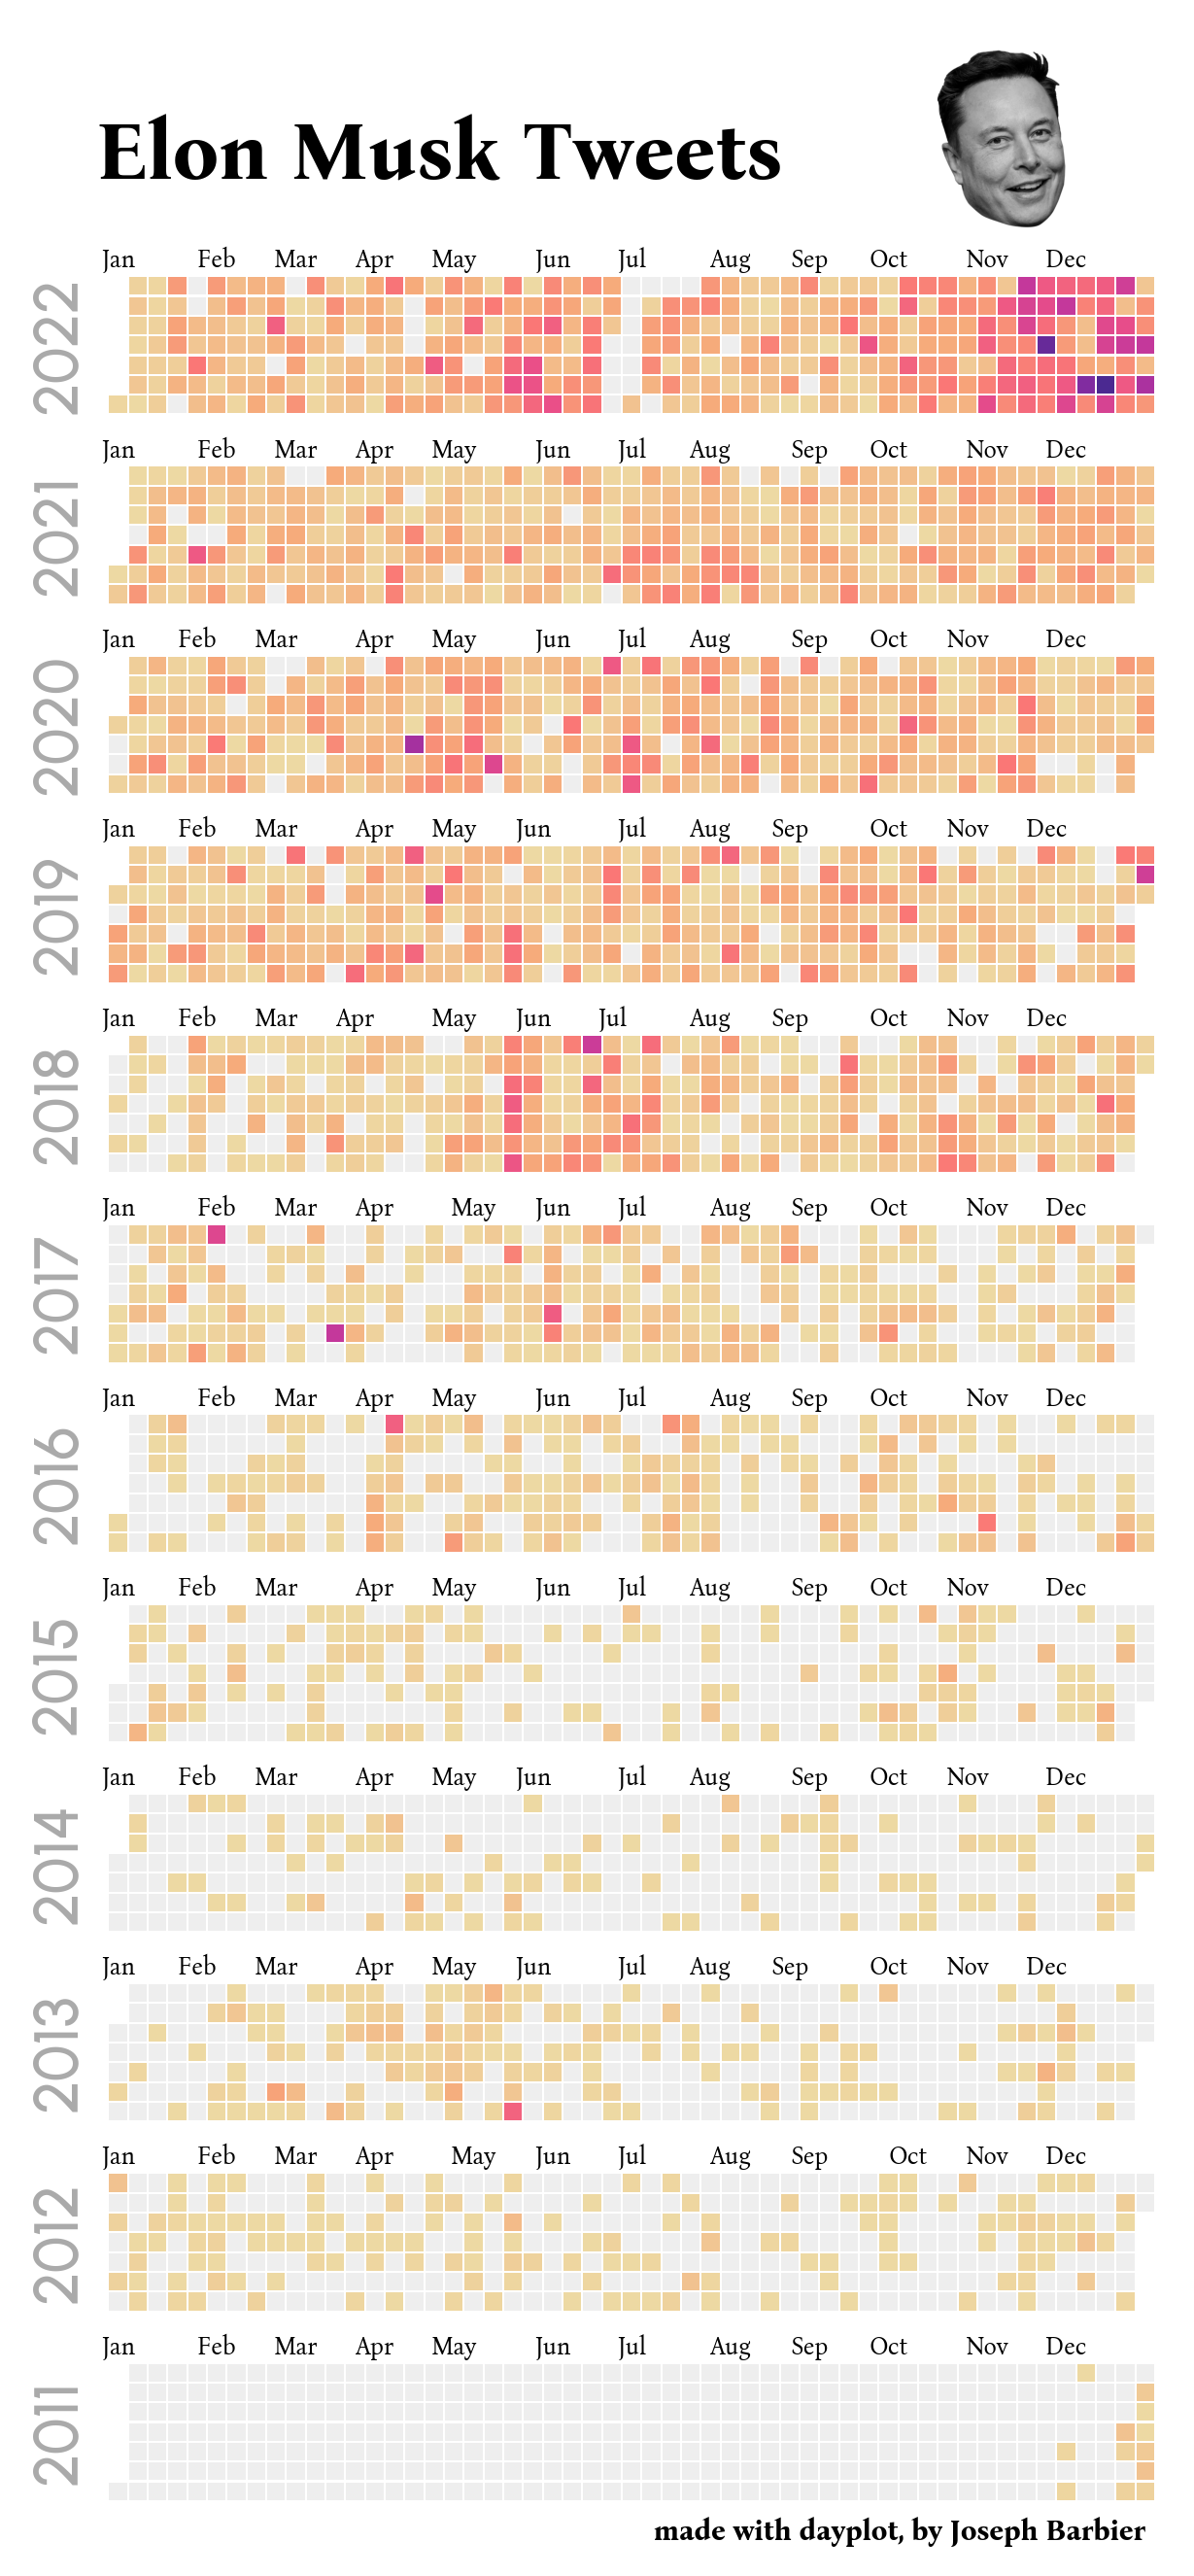 Elon Musk Tweets
Jan Feb Mar Apr May Jun Jul Aug Sep Oct Nov Dec
2022
Jan Feb Mar Apr May Jun Jul Aug Sep Oct Nov Dec
2021
Jan Feb Mar Apr May Jun Jul Aug Sep Oct Nov Dec
2020
Jan Feb Mar Apr May Jun Jul Aug Sep Oct Nov Dec
2019
Jan Feb Mar Apr May Jun Jul Aug Sep Oct Nov Dec
2018
Jan Feb Mar Apr May Jun Jul Aug Sep Oct Nov Dec
2017
Jan Feb Mar Apr May Jun Jul Aug Sep Oct Nov Dec
2016
Jan Feb Mar Apr May Jun Jul Aug Sep Oct Nov Dec
2015
Jan Feb Mar Apr May Jun Jul Aug Sep Oct Nov Dec
2014
Jan Feb Mar Apr May Jun Jul Aug Sep Oct Nov Dec
2013
Jan Feb Mar Apr May Jun Jul Aug Sep Oct Nov Dec
2012
Jan Feb Mar Apr May Jun Jul Aug Sep Oct Nov Dec
2011
made with dayplot, by Joseph Barbier